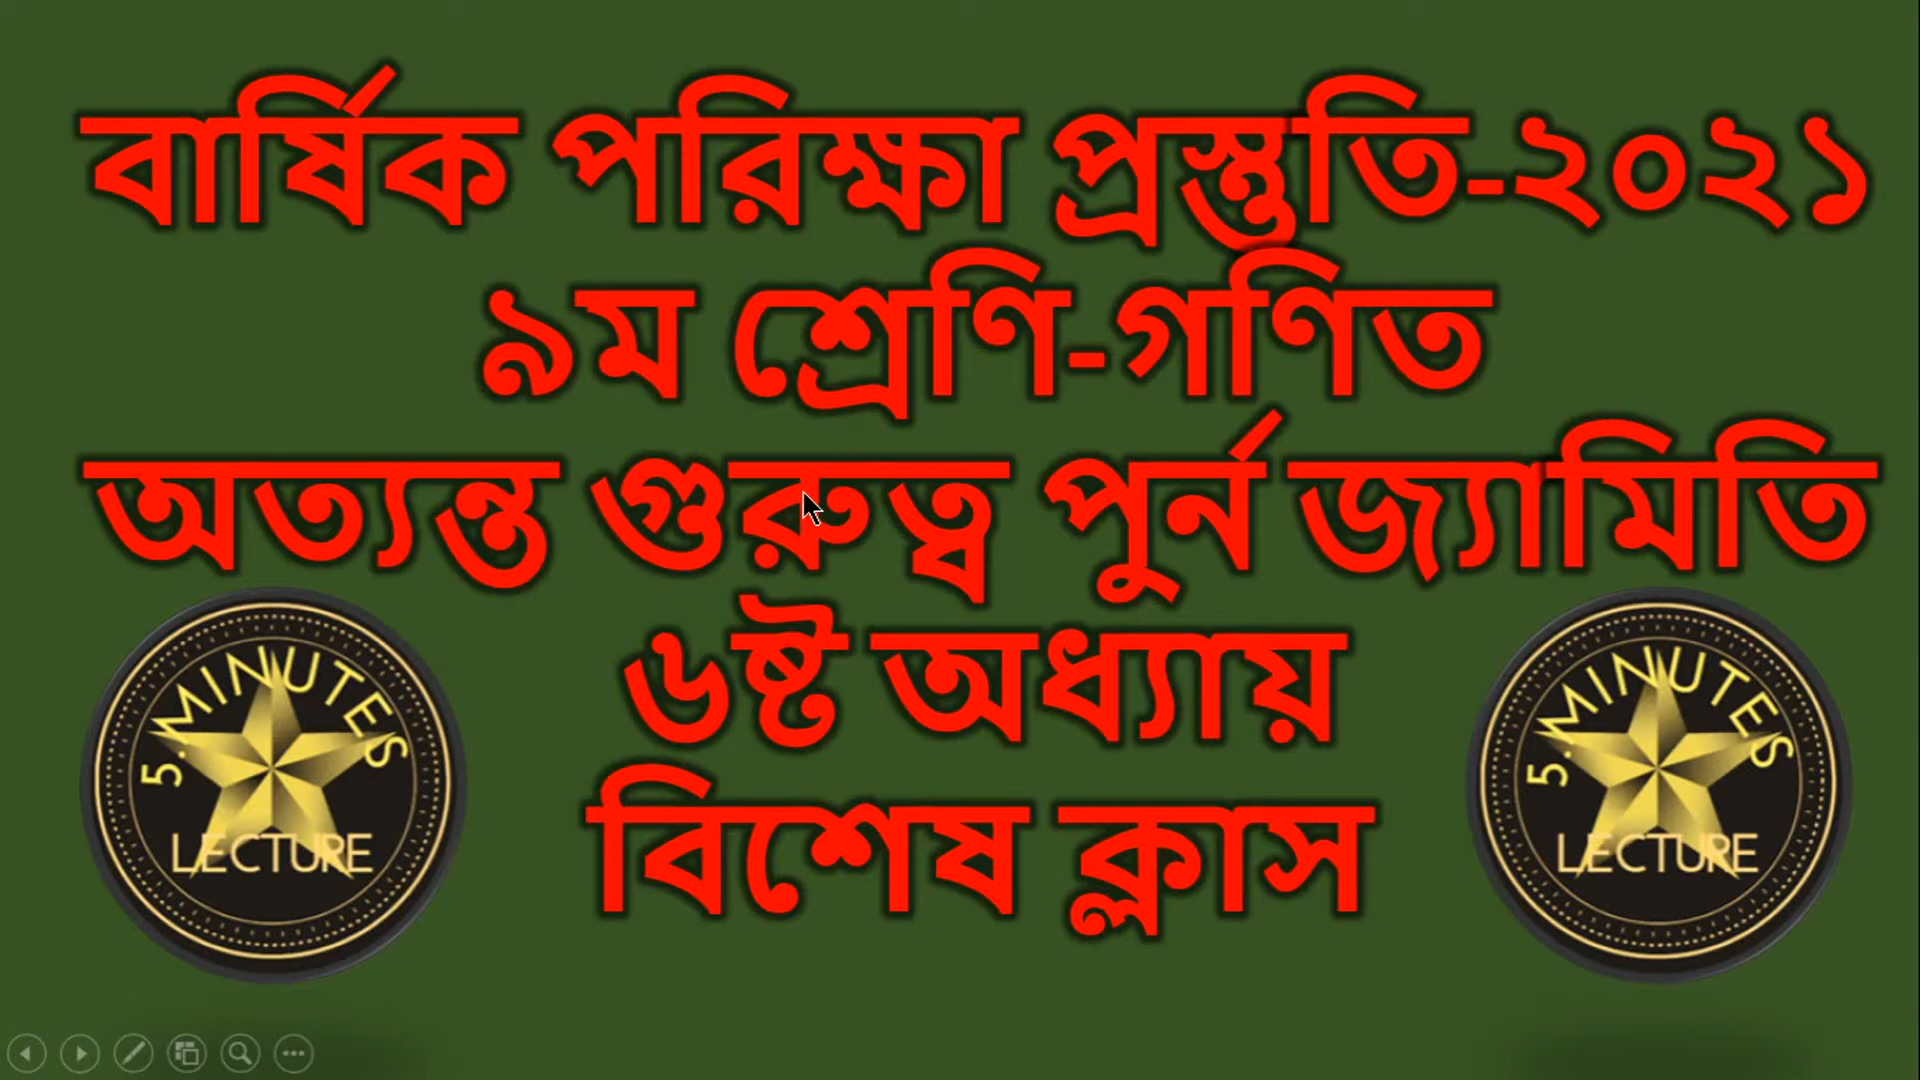 বার্ষিক পরিক্ষা প্রস্তুতি-২০২১
৯ম শ্রেণি-গণিত
অত্যন্ত গুরুত্ব পুর্ন জ্যামিতি
৬ষ্ট অধ্যায়
বিশেষ ক্লাস
5 MINUTES
LECTURE
5 MINUTES
LECTURE